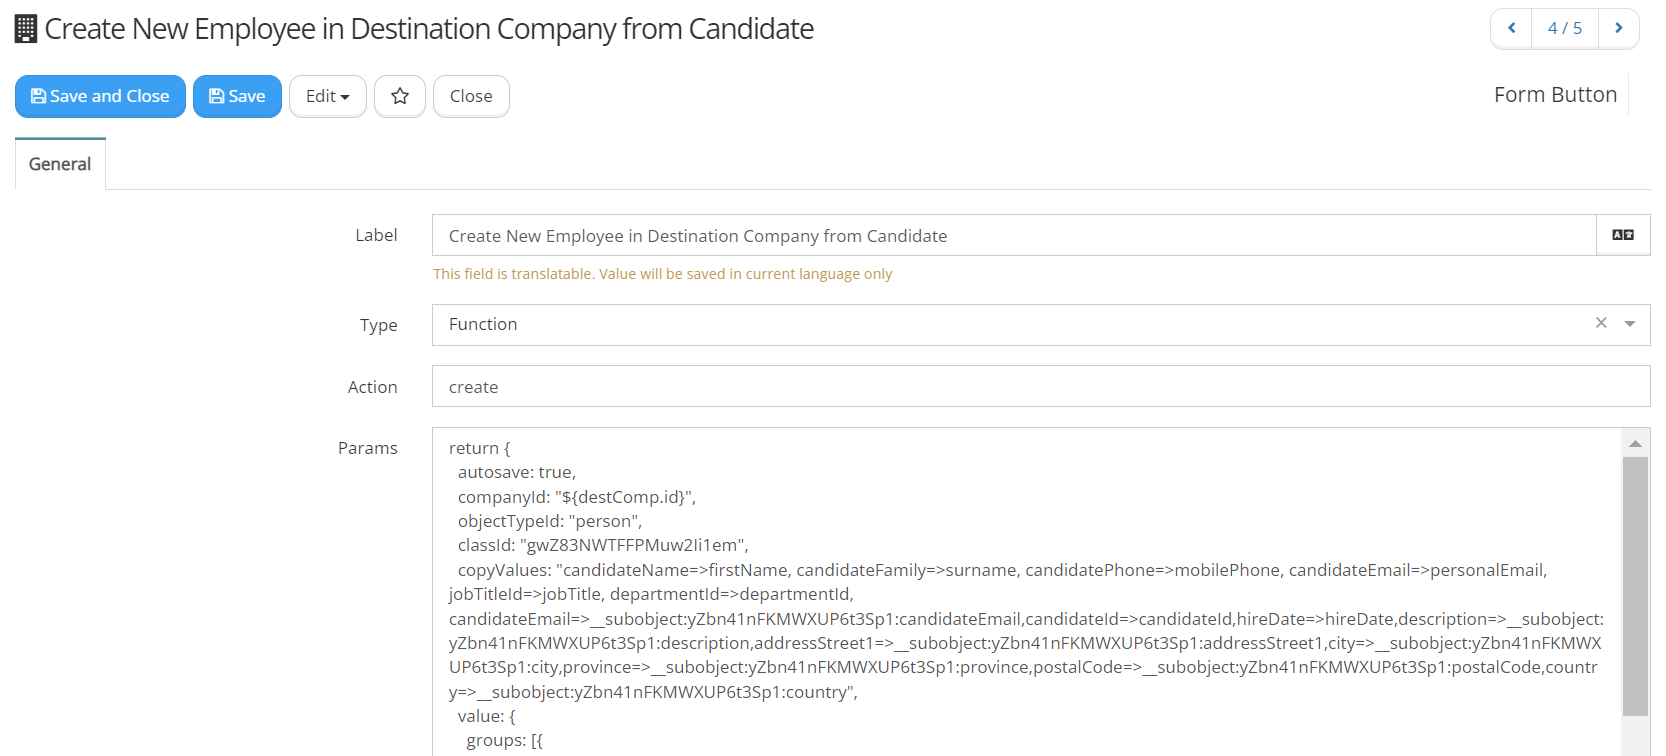 Create New Employee in Destination Company from Candidate
4 / 5
Save and Close
Save
Edit
Close
Form Button
General
Label
Create New Employee in Destination Company from Candidate
This field is translatable. Value will be saved in current language only
Type
Function
Action
create
Params
return {
autosave: true,
companyId: "${destComp.id}",
objectTypeId: "person",
classId: "gwZ83NWTFFPMuw2li1em",
copyValues: "candidateName=>firstName, candidateFamily=>surname, candidatePhone=>mobilePhone, candidateEmail=>personalEmail,
jobTitleId=>jobTitle, departmentId=>departmentId,
candidateEmail=>__subobject:yZbn41nFKMWXUP6t3Sp1:candidateEmail,candidateId=>candidateId,hireDate=>hireDate,description=>__subobject:
yZbn41nFKMWXUP6t3Sp1:description,addressStreet1=>__subobject:yZbn41nFKMWXUP6t3Sp1:addressStreet1,city=>__subobject:yZbn41nFKMWX
UP6t3Sp1:city,province=>__subobject:yZbn41nFKMWXUP6t3Sp1:province,postalCode=>__subobject:yZbn41nFKMWXUP6t3Sp1:postalCode,countr
y=>__subobject:yZbn41nFKMWXUP6t3Sp1:country",
value: {
groups: [{